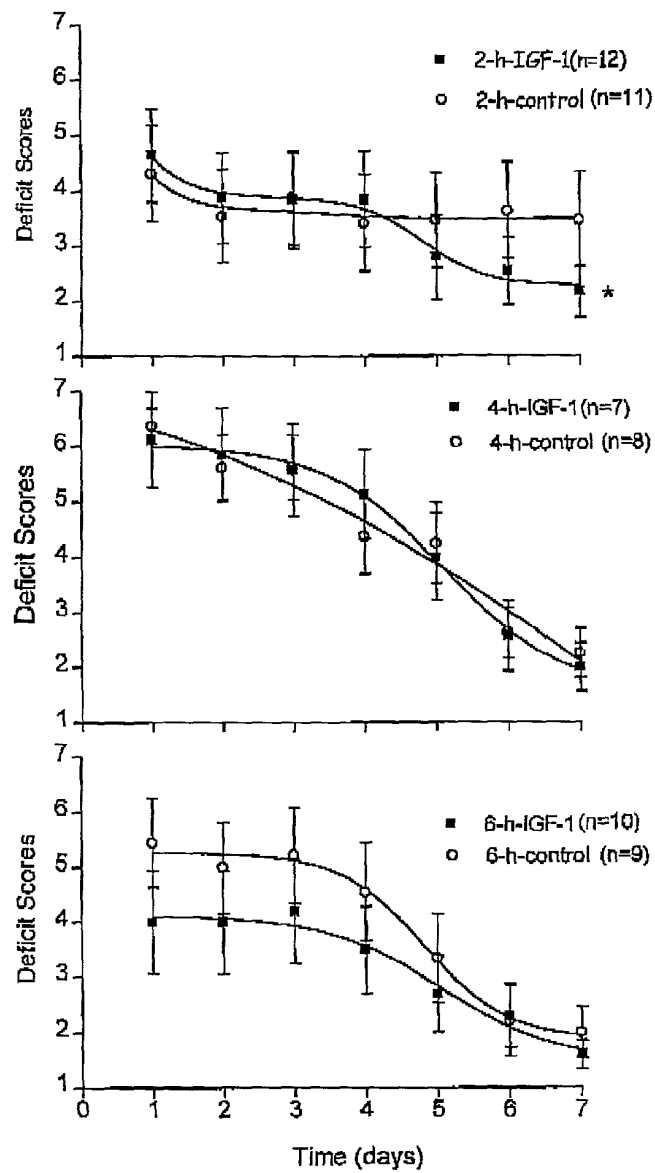 7
6
5
4
3
2
1
Deficit Scores
2-h-IGF-1(n=12)
2-h-control (n=11)
*
7
6
5
4
3
2
1
Deficit Scores
4-h-IGF-1(n=7)
4-h-control (n=8)
7
6
5
4
3
2
1
Deficit Scores
6-h-IGF-1(n=10)
6-h-control (n=9)
0 1 2 3 4 5 6 7
Time (days)